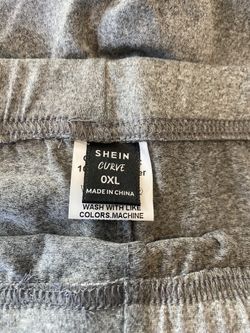 SHEIN
CURVE
0XL
MADE IN CHINA
WASH WITH LIKE
COLORS.MACHINE